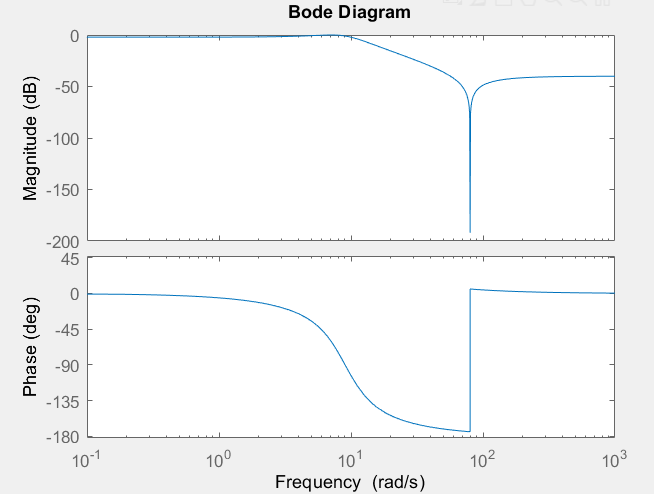 Bode Diagram
Magnitude (dB)
0
-50
-100
-150
-200
Phase (deg)
45
0
-45
-90
-135
-180
10^-1 10^0 10^1 10^2 10^3
Frequency (rad/s)